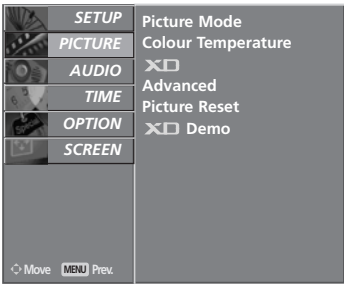 SETUP
PICTURE
AUDIO
TIME
OPTION
SCREEN
Move MENU Prev.
Picture Mode
Colour Temperature
XD
Advanced
Picture Reset
XD Demo